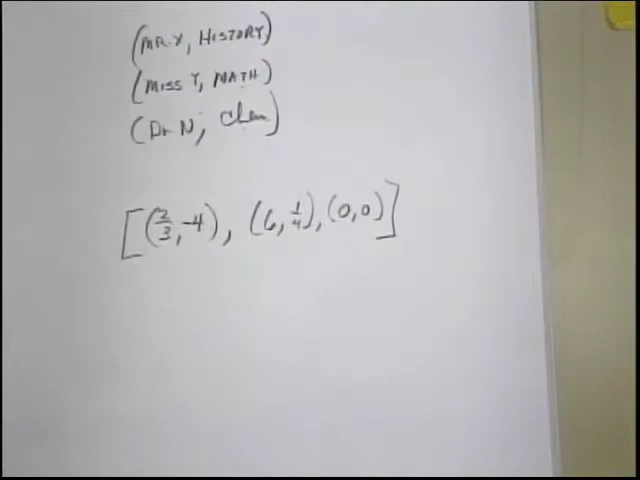 (MR.X, HISTORY)
(MISS Y, MATH)
(Dr N, Chem)
[(2/3, -4), (6, 1/4), (0,0)]